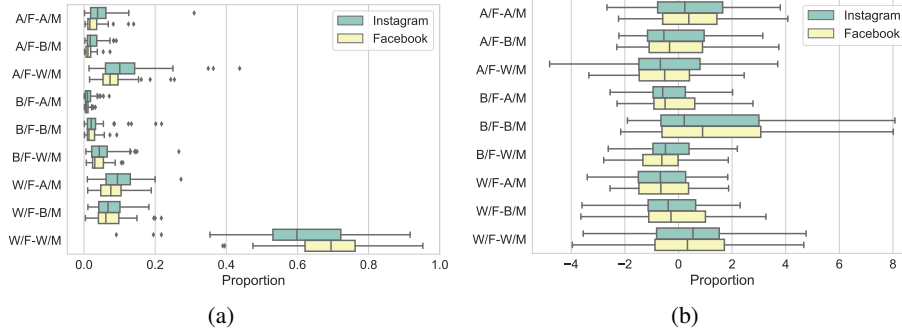 A/F-A/M
A/F-B/M
A/F-W/M
B/F-A/M
B/F-B/M
B/F-W/M
W/F-A/M
W/F-B/M
W/F-W/M
Instagram
Facebook
0.0 0.2 0.4 0.6 0.8 1.0
Proportion
(a)
A/F-A/M
A/F-B/M
A/F-W/M
B/F-A/M
B/F-B/M
B/F-W/M
W/F-A/M
W/F-B/M
W/F-W/M
Instagram
Facebook
−4 −2 0 2 4 6 8
Proportion
(b)